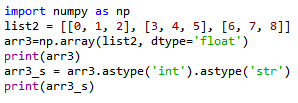 import numpy as np
list2 = [[0, 1, 2], [3, 4, 5], [6, 7, 8]]
arr3=np.array(list2, dtype='float')
print(arr3)
arr3_s = arr3.astype('int').astype('str')
print(arr3_s)